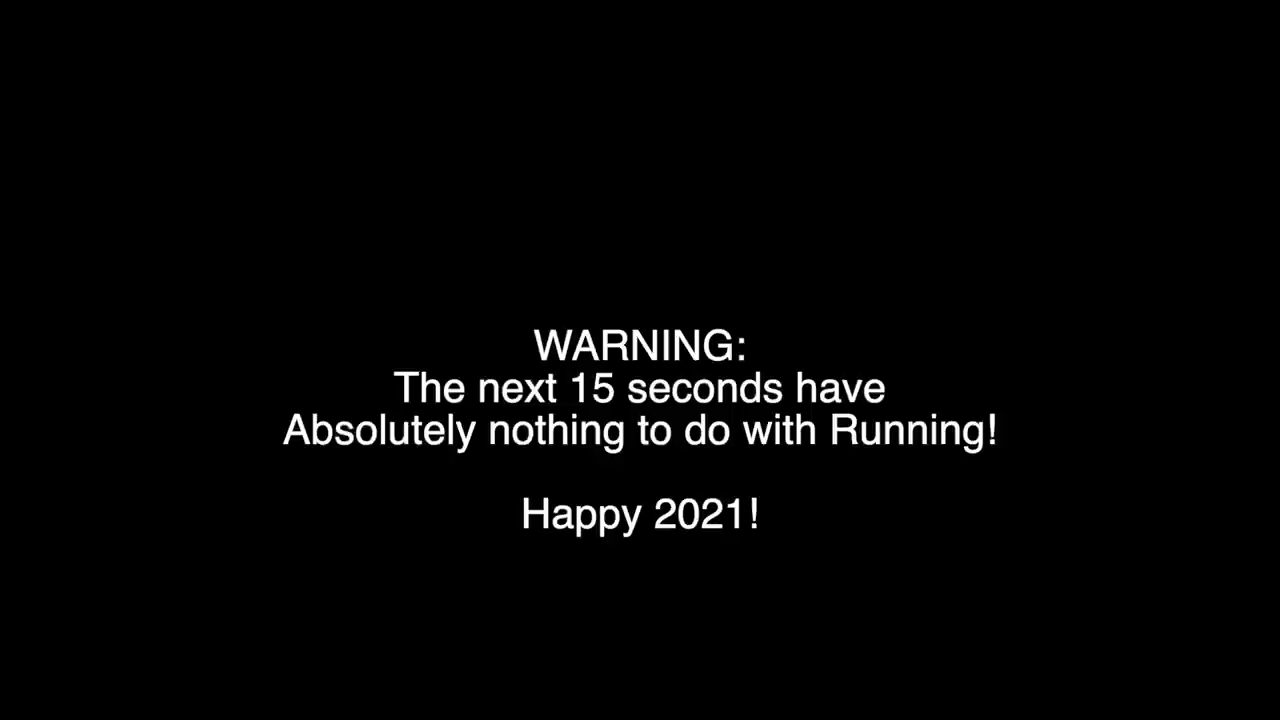 WARNING:
The next 15 seconds have
Absolutely nothing to do with Running!
Happy 2021!